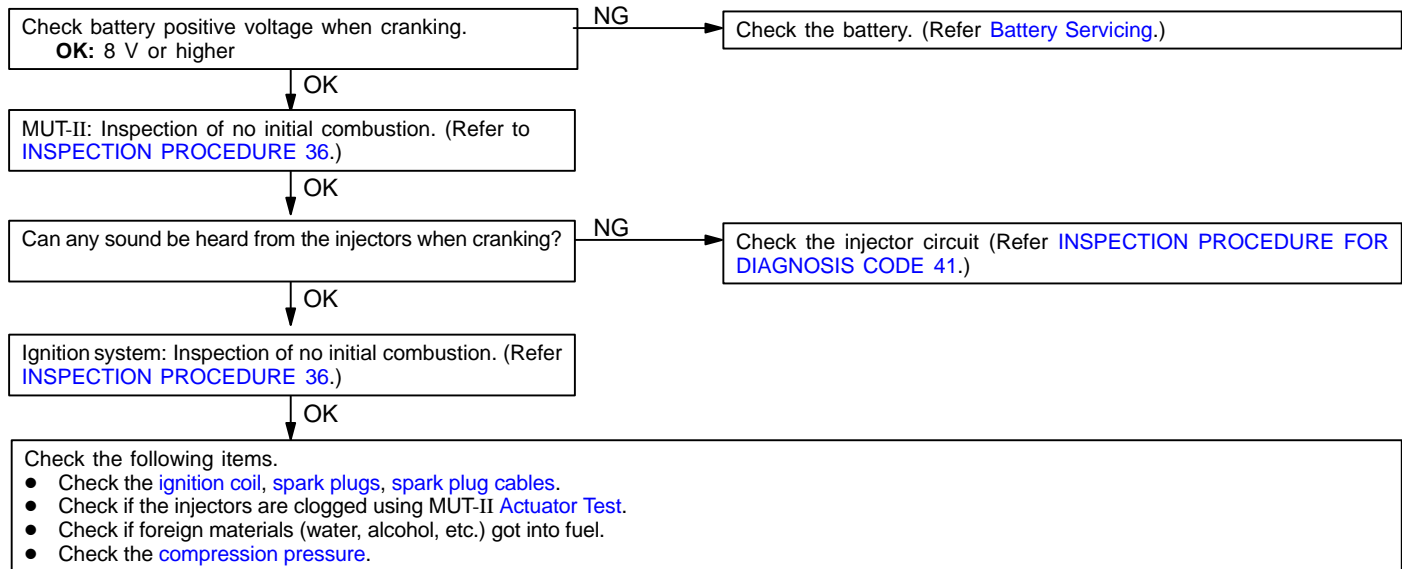 Check battery positive voltage when cranking.
OK: 8 V or higher
NG
Check the battery. (Refer Battery Servicing.)
OK
MUT-II: Inspection of no initial combustion. (Refer to
INSPECTION PROCEDURE 36.)
OK
Can any sound be heard from the injectors when cranking?
NG
Check the injector circuit (Refer INSPECTION PROCEDURE FOR
DIAGNOSIS CODE 41.)
OK
Ignition system: Inspection of no initial combustion. (Refer
INSPECTION PROCEDURE 36.)
OK
Check the following items.
● Check the ignition coil, spark plugs, spark plug cables.
● Check if the injectors are clogged using MUT-II Actuator Test.
● Check if foreign materials (water, alcohol, etc.) got into fuel.
● Check the compression pressure.